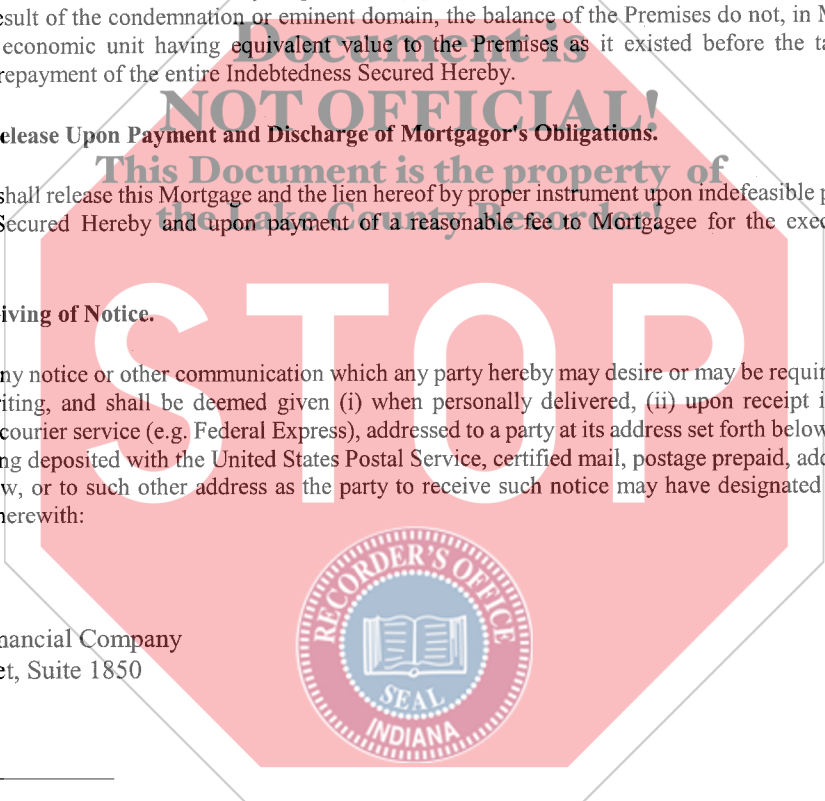 esult of the condemnation or eminent domain, the balance of the Premises do not, in M
economic unit having equivalent value to the Premises as it existed before the ta
Document is
repayment of the entire Indebtedness Secured Hereby.
NOT OFFICIAL!
elease Upon Payment and Discharge of Mortgagor's Obligations.
This Document is the property of
shall release this Mortgage and the lien hereof by proper instrument upon indefeasible p
the Lake County Recorder!
Secured Hereby and upon payment of a reasonable fee to Mortgagee for the exec
iving of Notice.
STOP
ny notice or other communication which any party hereby may desire or may be requir
iting, and shall be deemed given (i) when personally delivered, (ii) upon receipt i
courier service (e.g. Federal Express), addressed to a party at its address set forth below
ng deposited with the United States Postal Service, certified mail, postage prepaid, add
w, or to such other address as the party to receive such notice may have designated
herewith:
RECORDER'S OFFICE
SEAL
INDIANA
nancial Company
et, Suite 1850